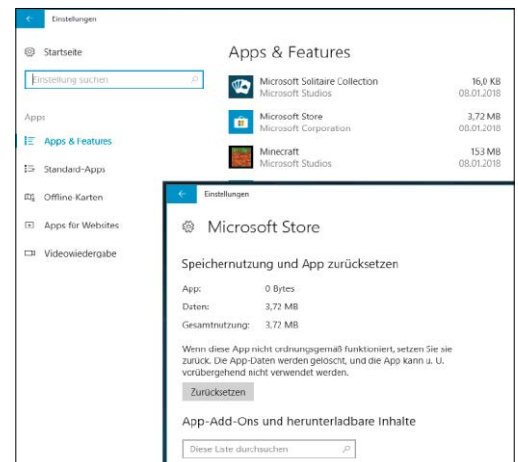 Einstellungen
Startseite
Einstellung suchen
Apps
Apps & Features
Standard-Apps
Offline-Karten
Apps für Websites
Videowiedergabe
Apps & Features
Microsoft Solitaire Collection 16,0 KB
Microsoft Studios 08.01.2018
Microsoft Store 3,72 MB
Microsoft Corporation 08.01.2018
Minecraft 153 MB
Microsoft Studios 08.01.2018
Einstellungen
Microsoft Store
Speichernutzung und App zurücksetzen
App: 0 Bytes
Daten: 3,72 MB
Gesamtnutzung: 3,72 MB
Wenn diese App nicht ordnungsgemäß funktioniert, setzen Sie sie
zurück. Die App-Daten werden gelöscht, und die App kann u. U.
vorübergehend nicht verwendet werden.
Zurücksetzen
App-Add-Ons und herunterladbare Inhalte
Diese Liste durchsuchen